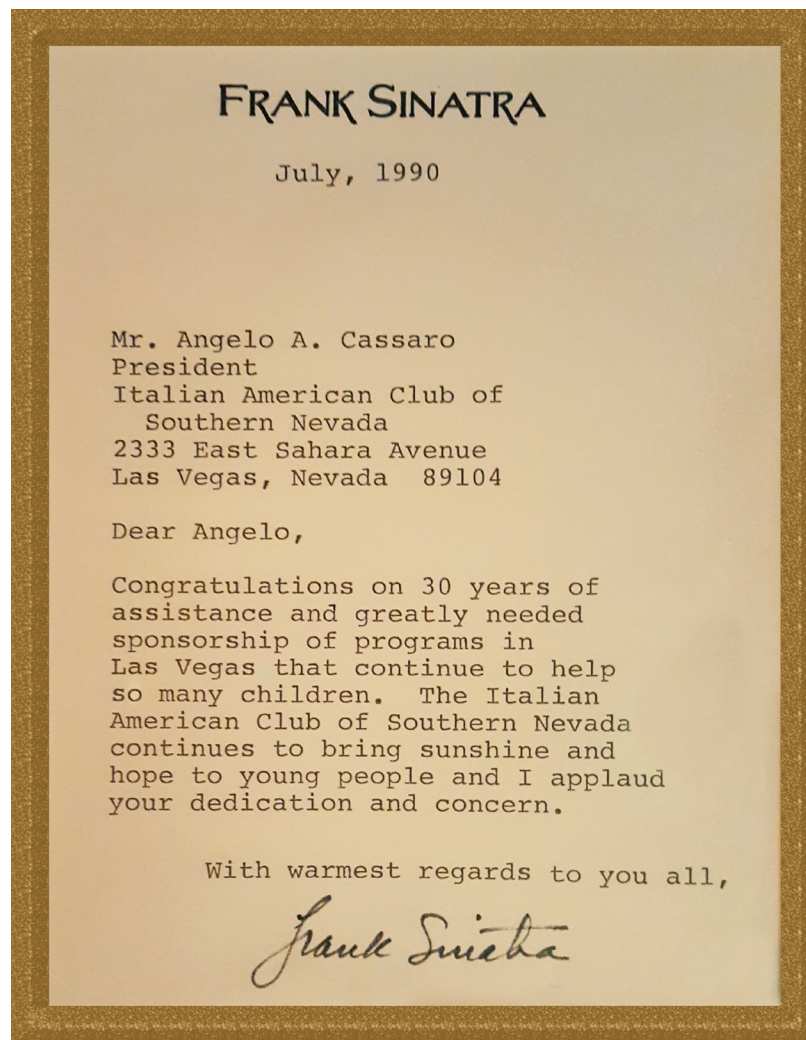 FRANK SINATRA
July, 1990
Mr. Angelo A. Cassaro
President
Italian American Club of
Southern Nevada
2333 East Sahara Avenue
Las Vegas, Nevada 89104
Dear Angelo,
Congratulations on 30 years of
assistance and greatly needed
sponsorship of programs in
Las Vegas that continue to help
so many children. The Italian
American Club of Southern Nevada
continues to bring sunshine and
hope to young people and I applaud
your dedication and concern.
With warmest regards to you all,
Frank Sinatra